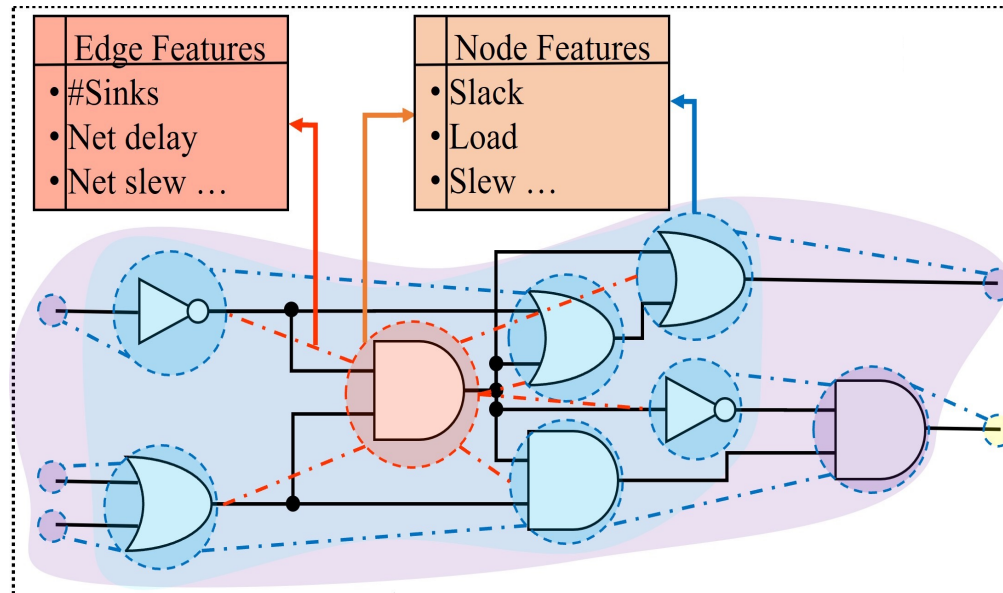 Edge Features
• #Sinks
• Net delay
• Net slew ...
Node Features
• Slack
• Load
• Slew ...